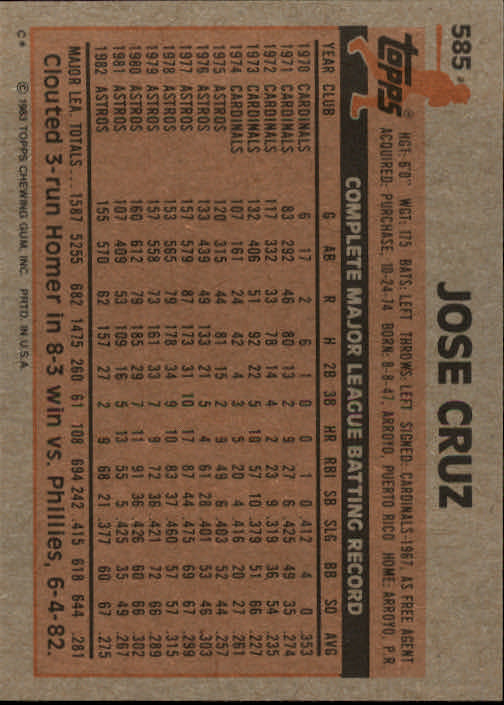 585
topps®
JOSE CRUZ
HGT: 6'0" WGT: 175 BATS: LEFT THROWS: LEFT SIGNED: CARDINALS-1967, AS FREE AGENT
ACQUIRED: PURCHASE, 10-24-74 BORN: 8-8-47, ARROYO, PUERTO RICO HOME: ARROYO, P.R.
COMPLETE MAJOR LEAGUE BATTING RECORD
YEAR CLUB G AB R H 2B 3B HR RBI SB SLG BB SO AVG
1970 CARDINALS 6 17 2 6 1 0 0 1 0 .412 4 0 .353
1971 CARDINALS 83 292 46 80 13 2 9 27 6 .425 49 35 .274
1972 CARDINALS 117 332 33 78 14 4 2 23 9 .319 36 54 .235
1973 CARDINALS 132 406 51 92 22 5 10 57 10 .379 51 66 .227
1974 CARDINALS 107 161 24 42 4 3 5 20 4 .416 20 27 .261
1975 ASTROS 120 315 44 81 15 2 9 49 6 .403 52 44 .257
1976 ASTROS 133 439 49 133 21 5 4 61 28 .401 53 46 .303
1977 ASTROS 157 579 87 173 31 10 17 87 44 .475 69 67 .299
1978 ASTROS 153 565 79 178 34 9 10 83 37 .460 57 57 .315
1979 ASTROS 157 558 73 161 33 7 9 72 36 .421 72 66 .289
1980 ASTROS 160 612 79 185 29 7 11 91 36 .426 60 66 .302
1981 ASTROS 107 409 53 109 16 5 13 55 5 .425 35 49 .267
1982 ASTROS 155 570 62 157 27 2 9 68 21 .377 60 67 .275
MAJOR LEA. TOTALS ... 1587 5255 682 1475 260 61 108 694 242 .415 618 644 .281
Clouted 3-run Homer in 8-3 win vs. Phillies, 6-4-82.
C* © 1983 TOPPS CHEWING GUM, INC. PRTD. IN U.S.A.